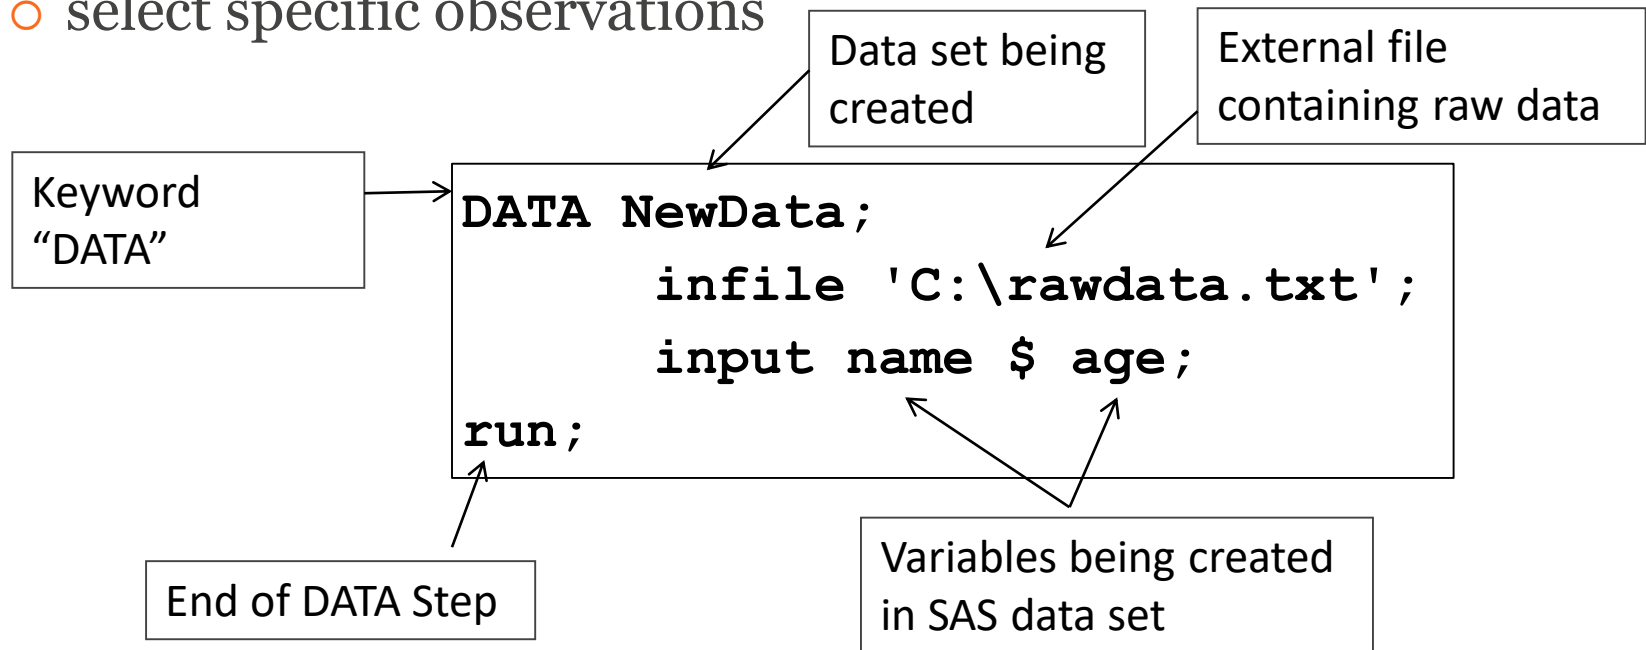 select specific observations
Data set being
created
External file
containing raw data
Keyword
“DATA”
DATA NewData;
infile 'C:\rawdata.txt';
input name $ age;
run;
End of DATA Step
Variables being created
in SAS data set